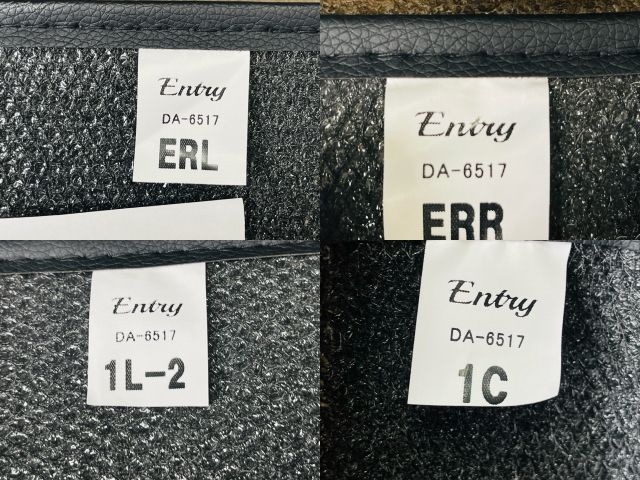 Entry
DA-6517
ERL
Entry
DA-6517
ERR
Entry
DA-6517
1L-2
Entry
DA-6517
1C